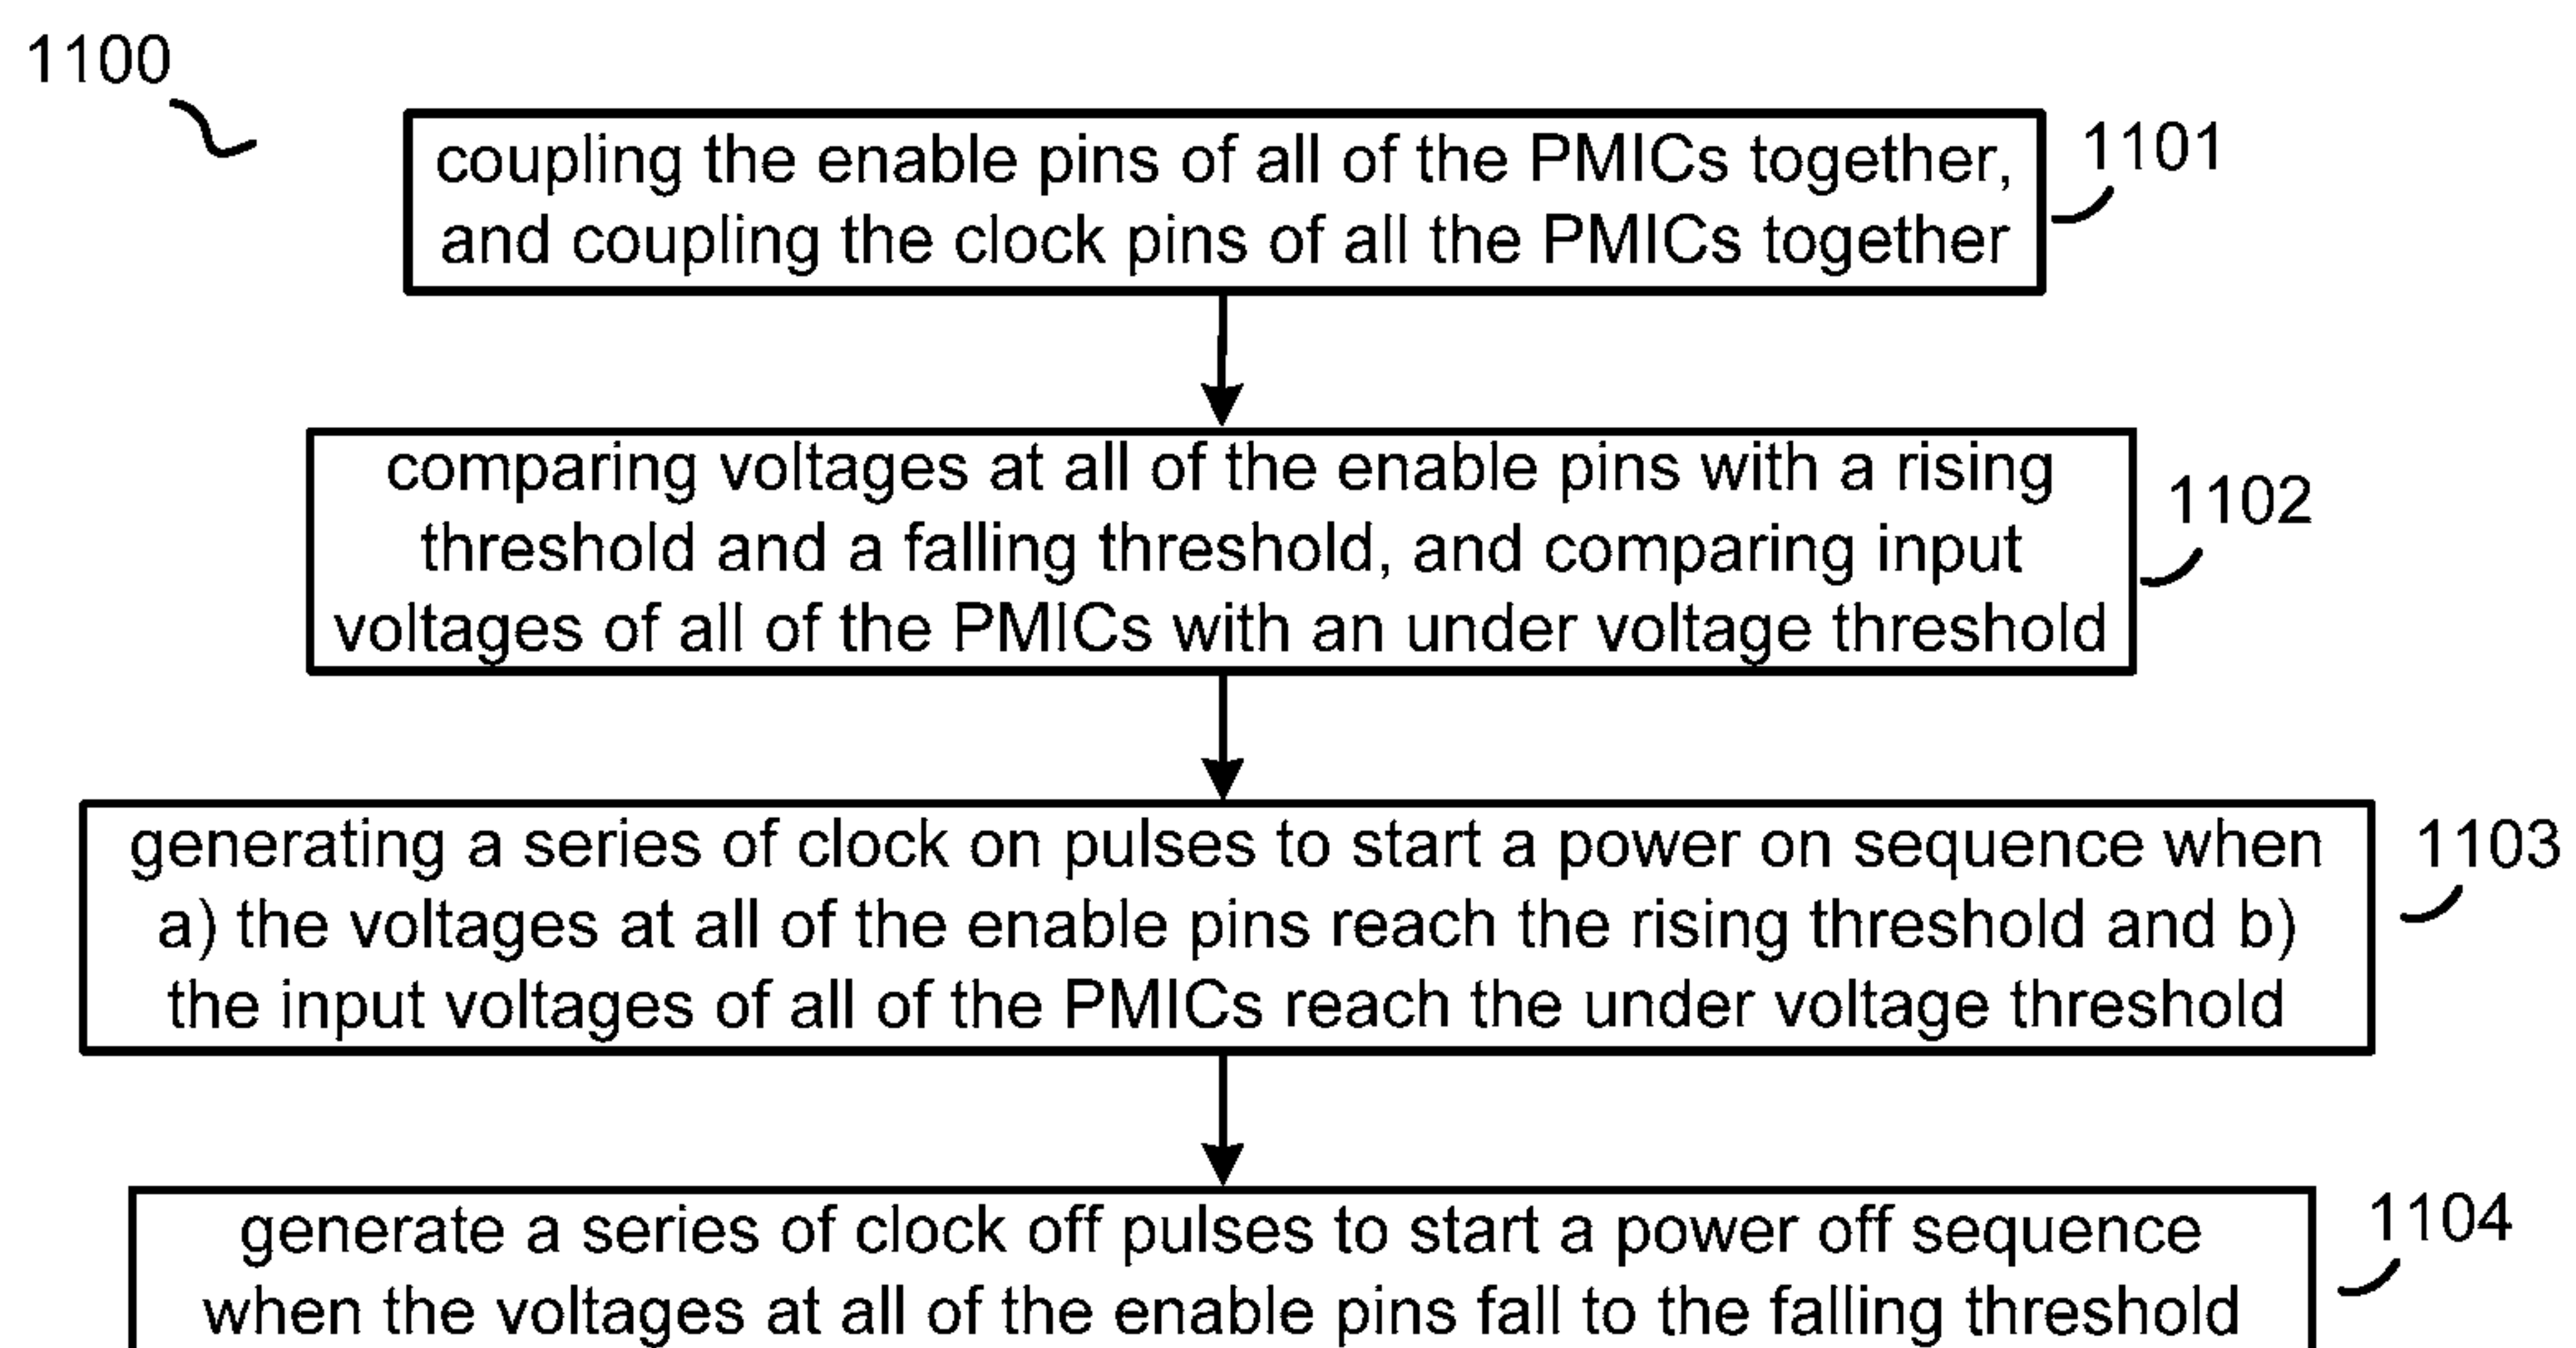 1100
coupling the enable pins of all of the PMICs together,
and coupling the clock pins of all the PMICs together
1101
comparing voltages at all of the enable pins with a rising
threshold and a falling threshold, and comparing input
voltages of all of the PMICs with an under voltage threshold
1102
generating a series of clock on pulses to start a power on sequence when
a) the voltages at all of the enable pins reach the rising threshold and b)
the input voltages of all of the PMICs reach the under voltage threshold
1103
generate a series of clock off pulses to start a power off sequence
when the voltages at all of the enable pins fall to the falling threshold
1104